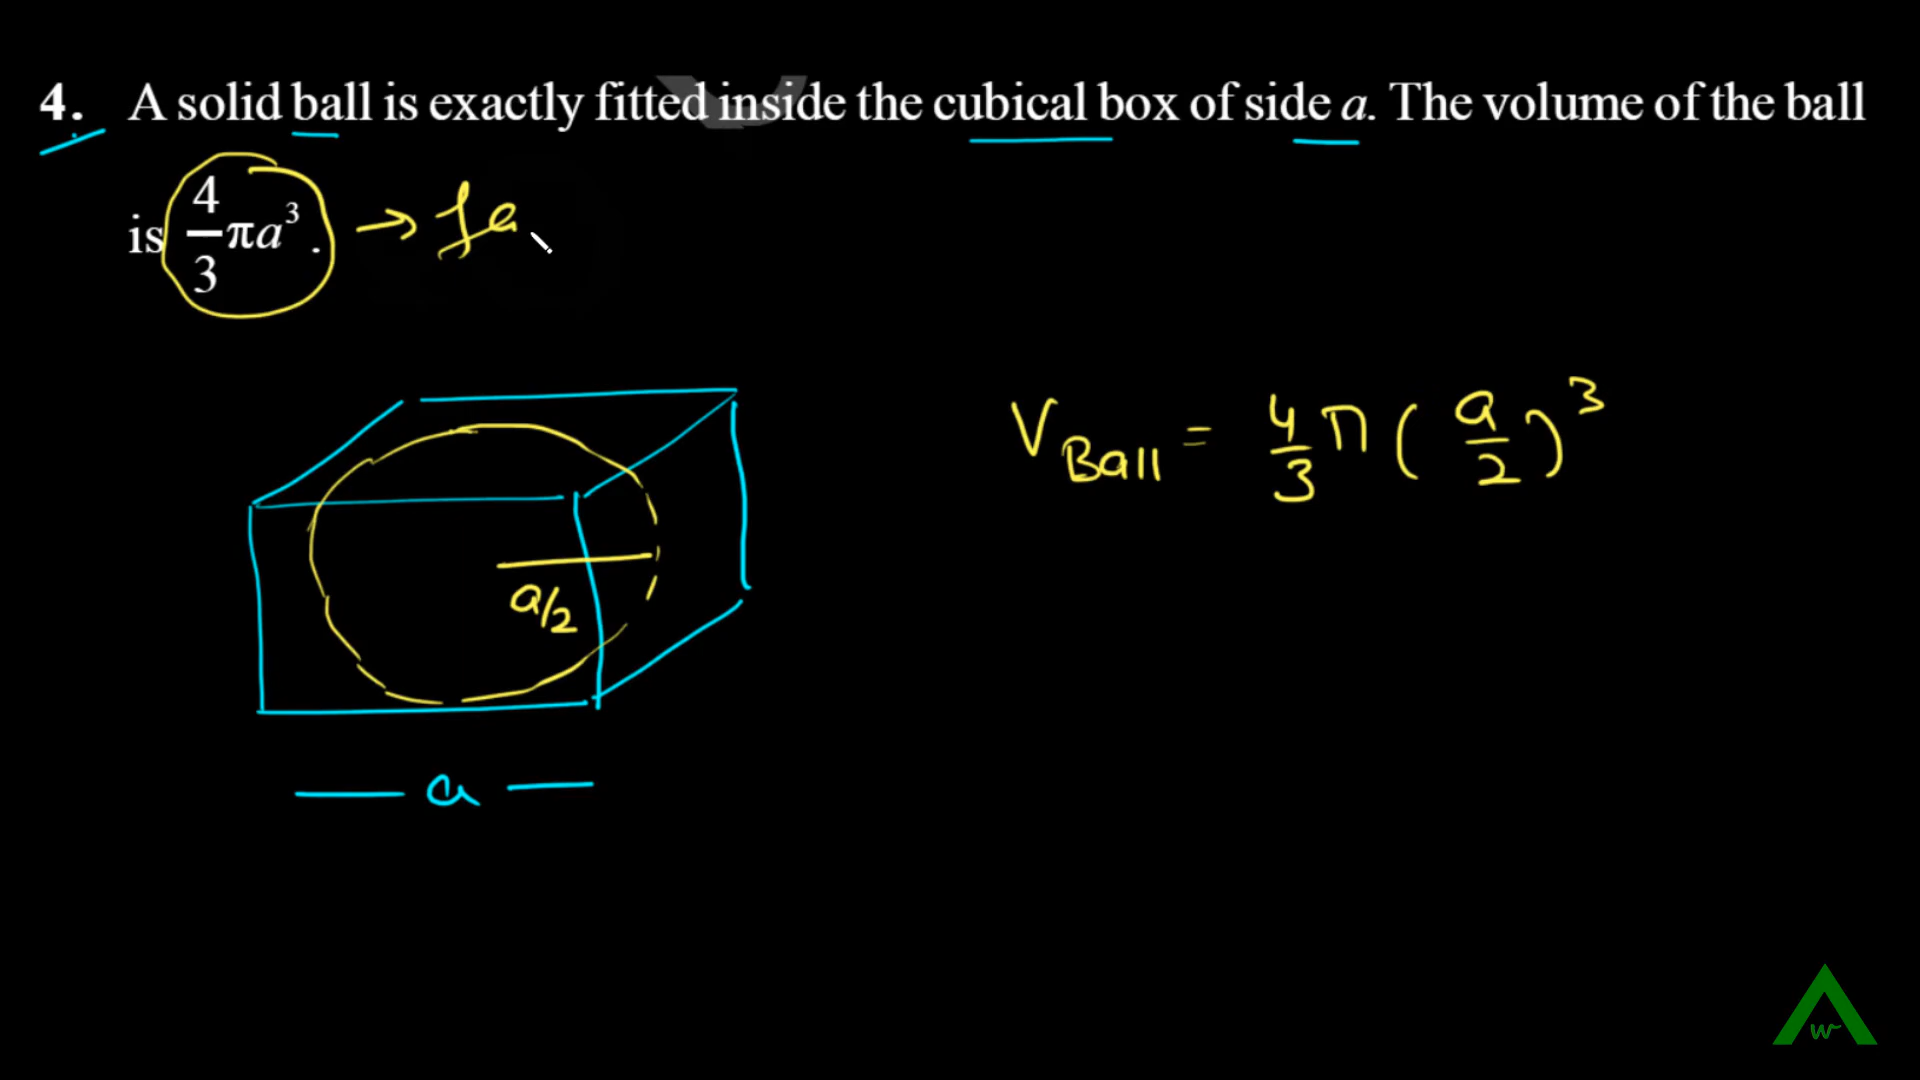 4. A solid ball is exactly fitted inside the cubical box of side a. The volume of the ball
is 4/3 πa³. → fa
V Ball = 4/3 π (a/2)³
a/2
a
w